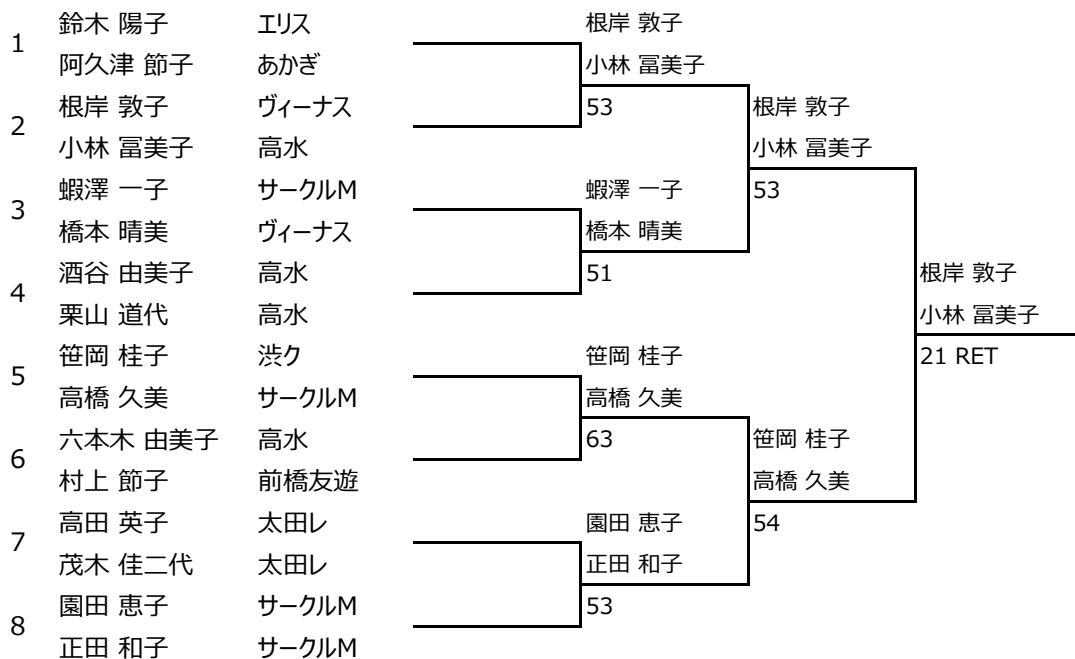 鈴木 陽子 エリス 根岸 敦子
1
阿久津 節子 あかぎ 小林 冨美子
根岸 敦子 ヴィーナス 53 根岸 敦子
2
小林 冨美子 高水 小林 冨美子
蝦澤 一子 サークルM 蝦澤 一子 53
3
橋本 晴美 ヴィーナス 橋本 晴美
酒谷 由美子 高水 51 根岸 敦子
4
栗山 道代 高水 小林 冨美子
笹岡 桂子 渋ク 笹岡 桂子 21 RET
5
高橋 久美 サークルM 高橋 久美
六本木 由美子 高水 63 笹岡 桂子
6
村上 節子 前橋友遊 高橋 久美
高田 英子 太田レ 園田 恵子 54
7
茂木 佳二代 太田レ 正田 和子
園田 恵子 サークルM 53
8
正田 和子 サークルM